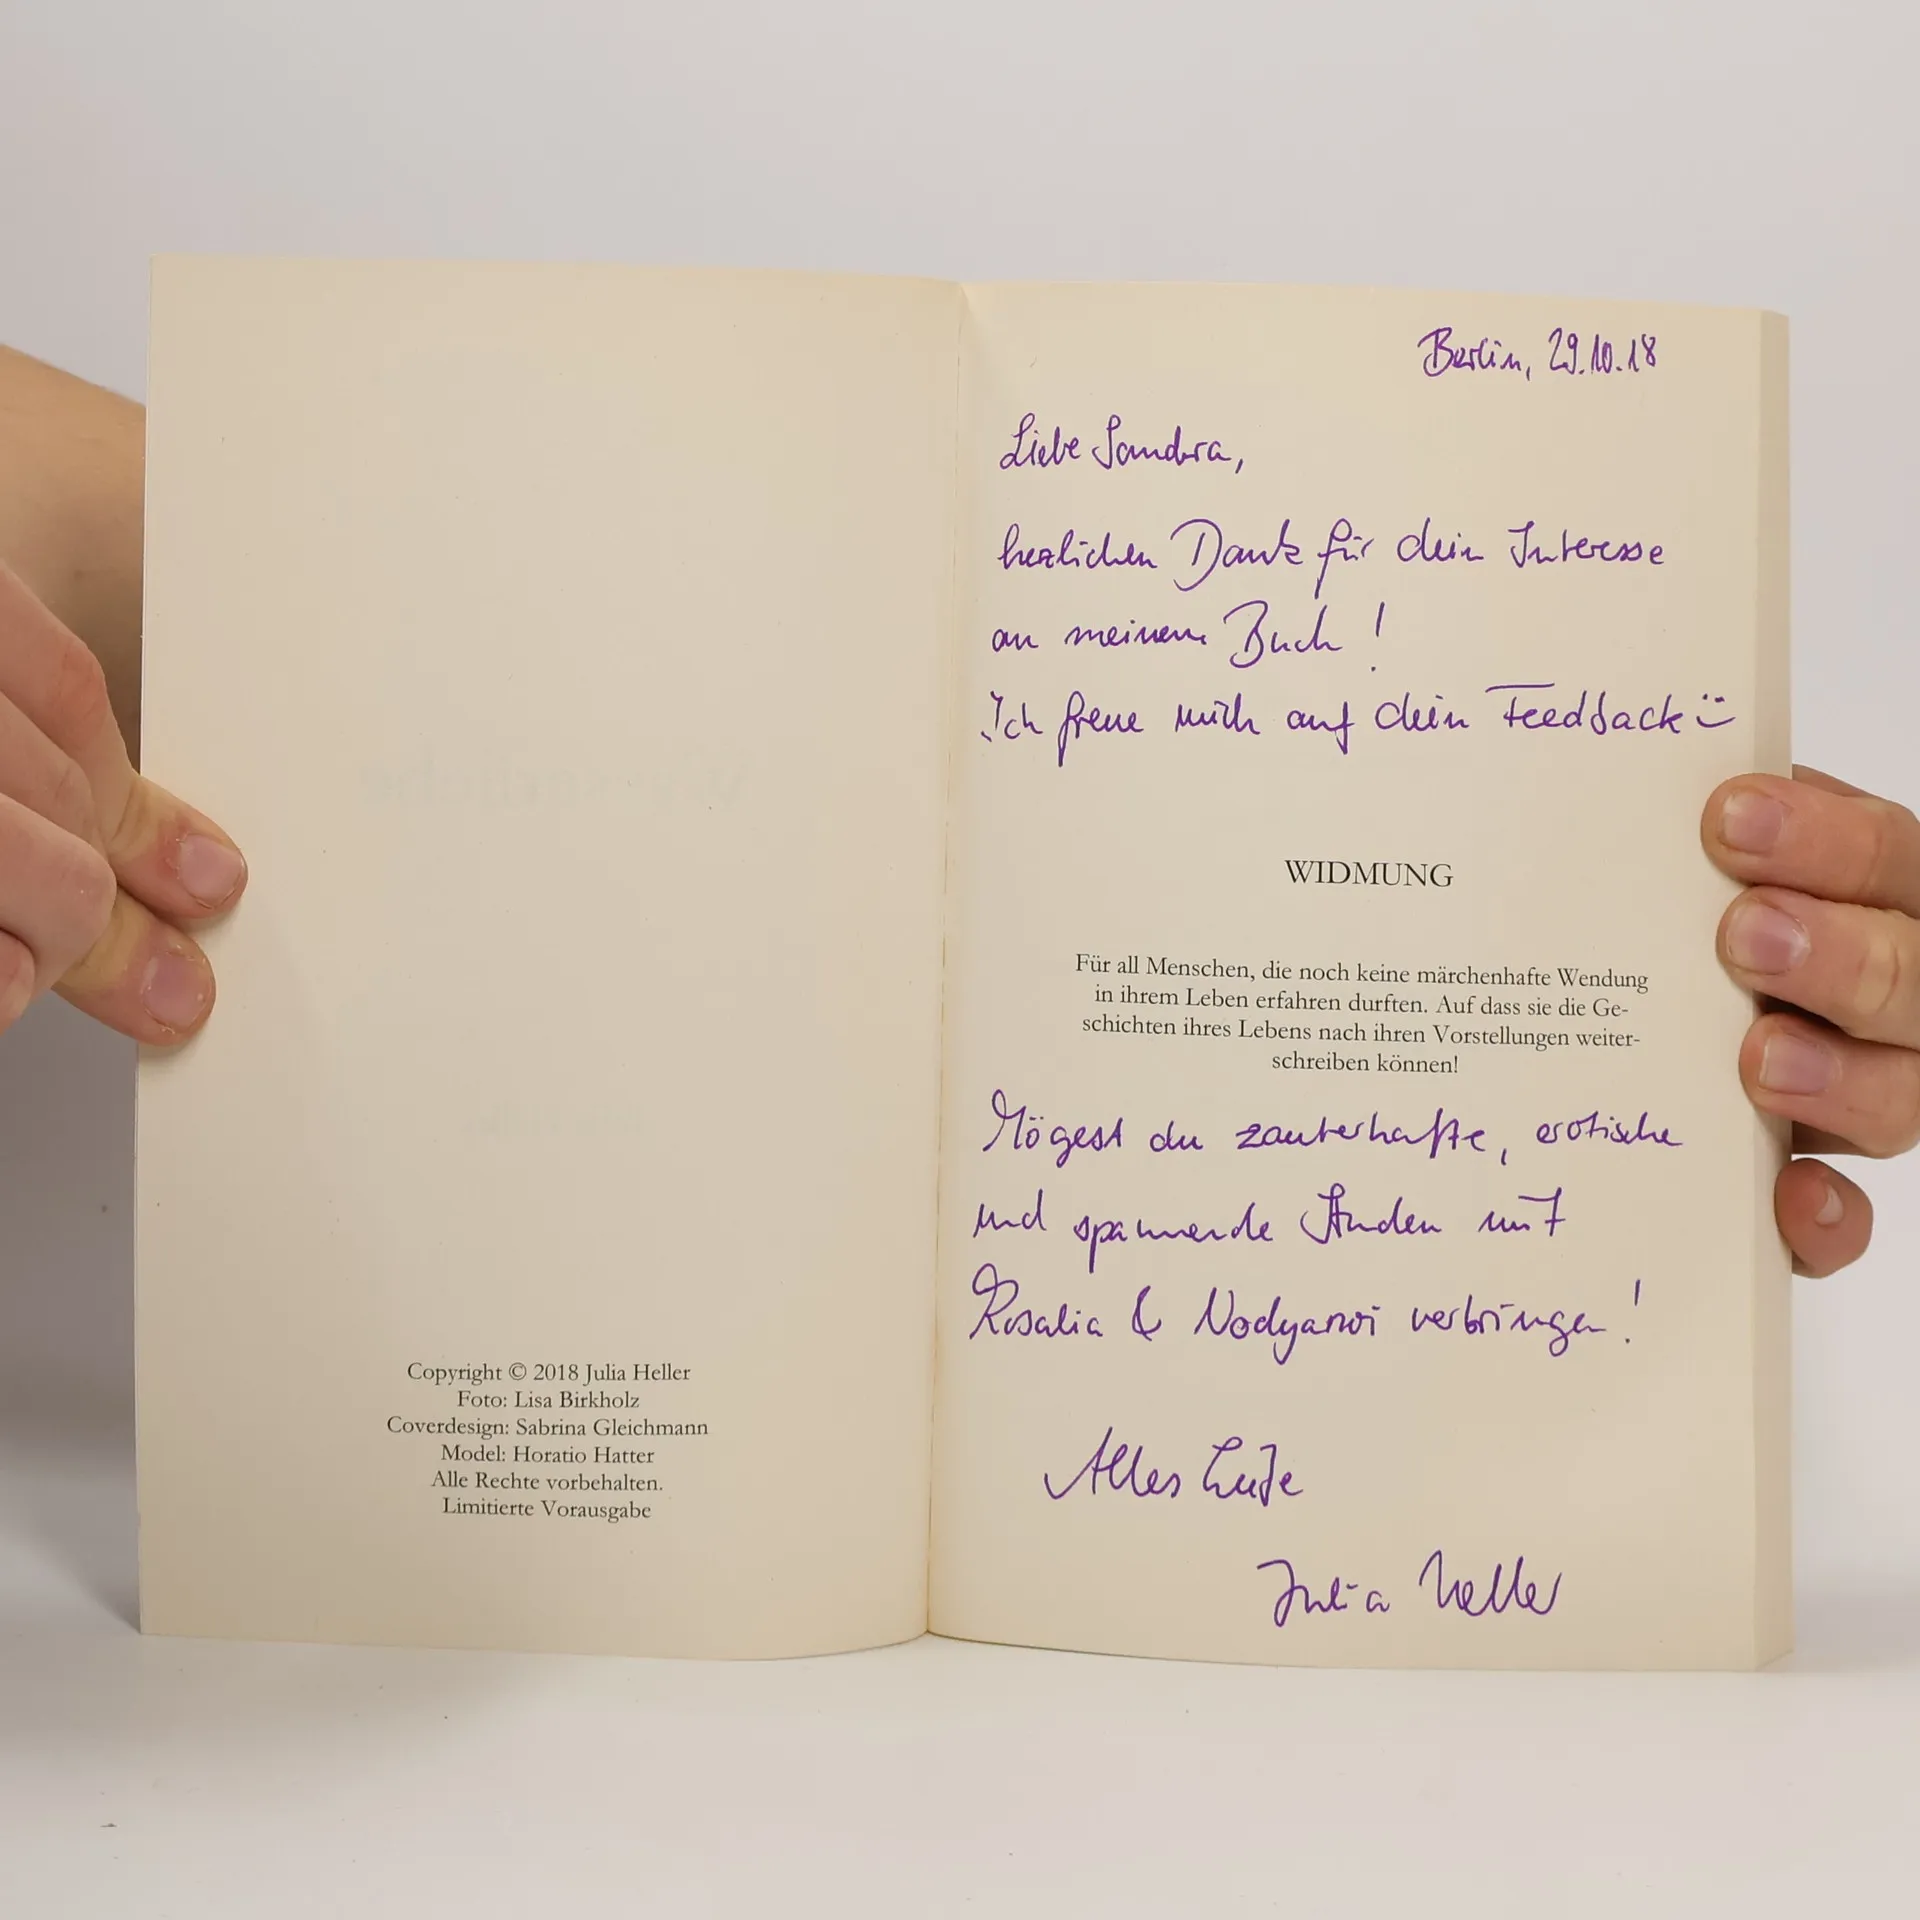 Copyright © 2018 Julia Heller
Foto: Lisa Birkholz
Coverdesign: Sabrina Gleichmann
Model: Horatio Hatter
Alle Rechte vorbehalten.
Limitierte Vorausgabe
Berlin, 29.10.18
Liebe Sandra,
herzlichen Dank für dein Interesse
an meinem Buch!
Ich freue mich auf dein Feedback :)
WIDMUNG
Für all Menschen, die noch keine märchenhafte Wendung
in ihrem Leben erfahren durften. Auf dass sie die Ge-
schichten ihres Lebens nach ihren Vorstellungen weiter-
schreiben können!
Mögest du zauberhafte, erotische
und spannende Stunden mit
Rosalia & verbringen!
Alles Gute
Julia Heller